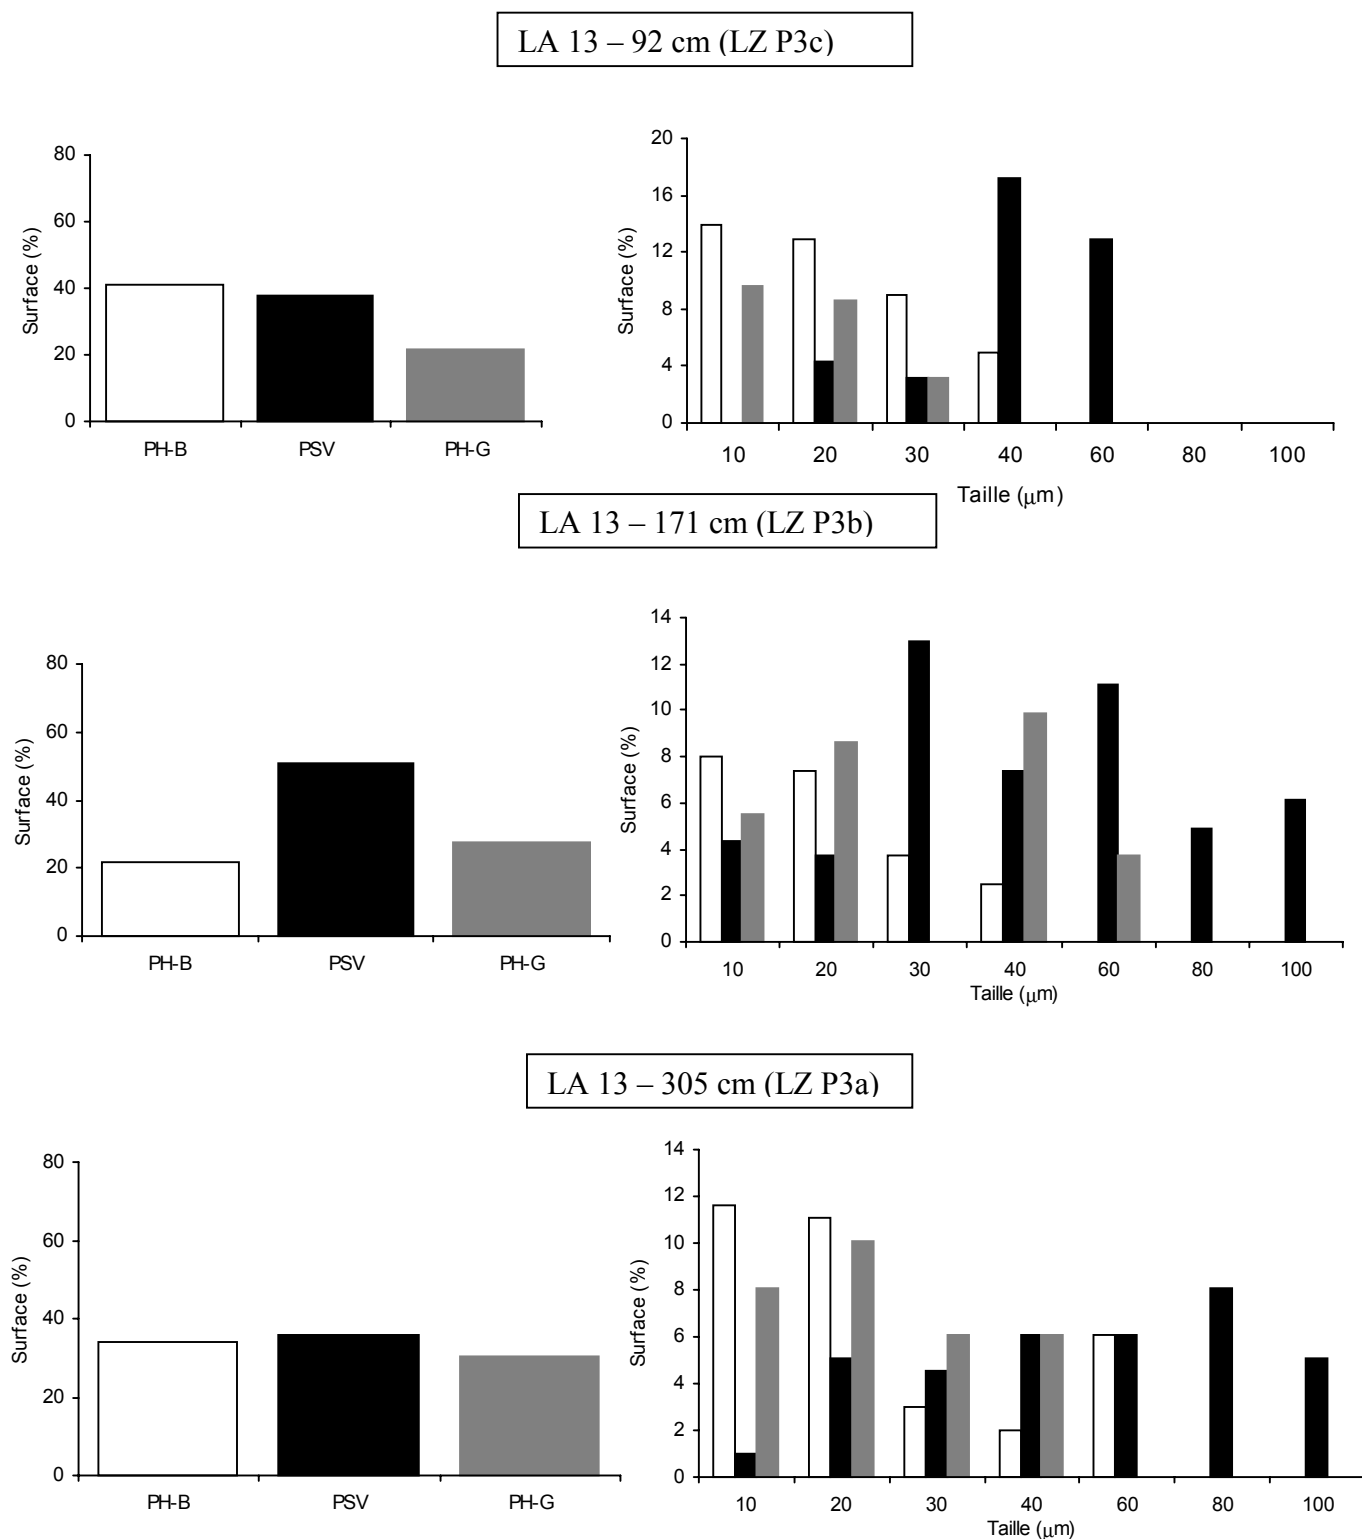 LA 13 – 92 cm (LZ P3c)
80
60
40
20
0
Surface (%)
PH-B PSV PH-G
20
16
12
8
4
0
Surface (%)
10 20 30 40 60 80 100
Taille (µm)
LA 13 – 171 cm (LZ P3b)
80
60
40
20
0
Surface (%)
PH-B PSV PH-G
14
12
10
8
6
4
2
0
Surface (%)
10 20 30 40 60 80 100
Taille (µm)
LA 13 – 305 cm (LZ P3a)
80
60
40
20
0
Surface (%)
PH-B PSV PH-G
14
12
10
8
6
4
2
0
Surface (%)
10 20 30 40 60 80 100
Taille (µm)